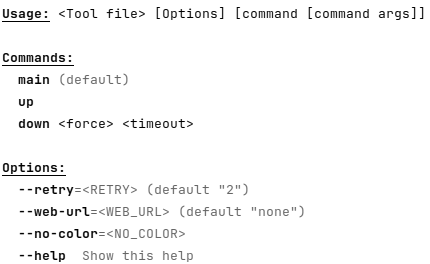 Usage: <Tool file> [Options] [command [command args]]
Commands:
main (default)
up
down <force> <timeout>
Options:
--retry=<RETRY> (default "2")
--web-url=<WEB_URL> (default "none")
--no-color=<NO_COLOR>
--help  Show this help